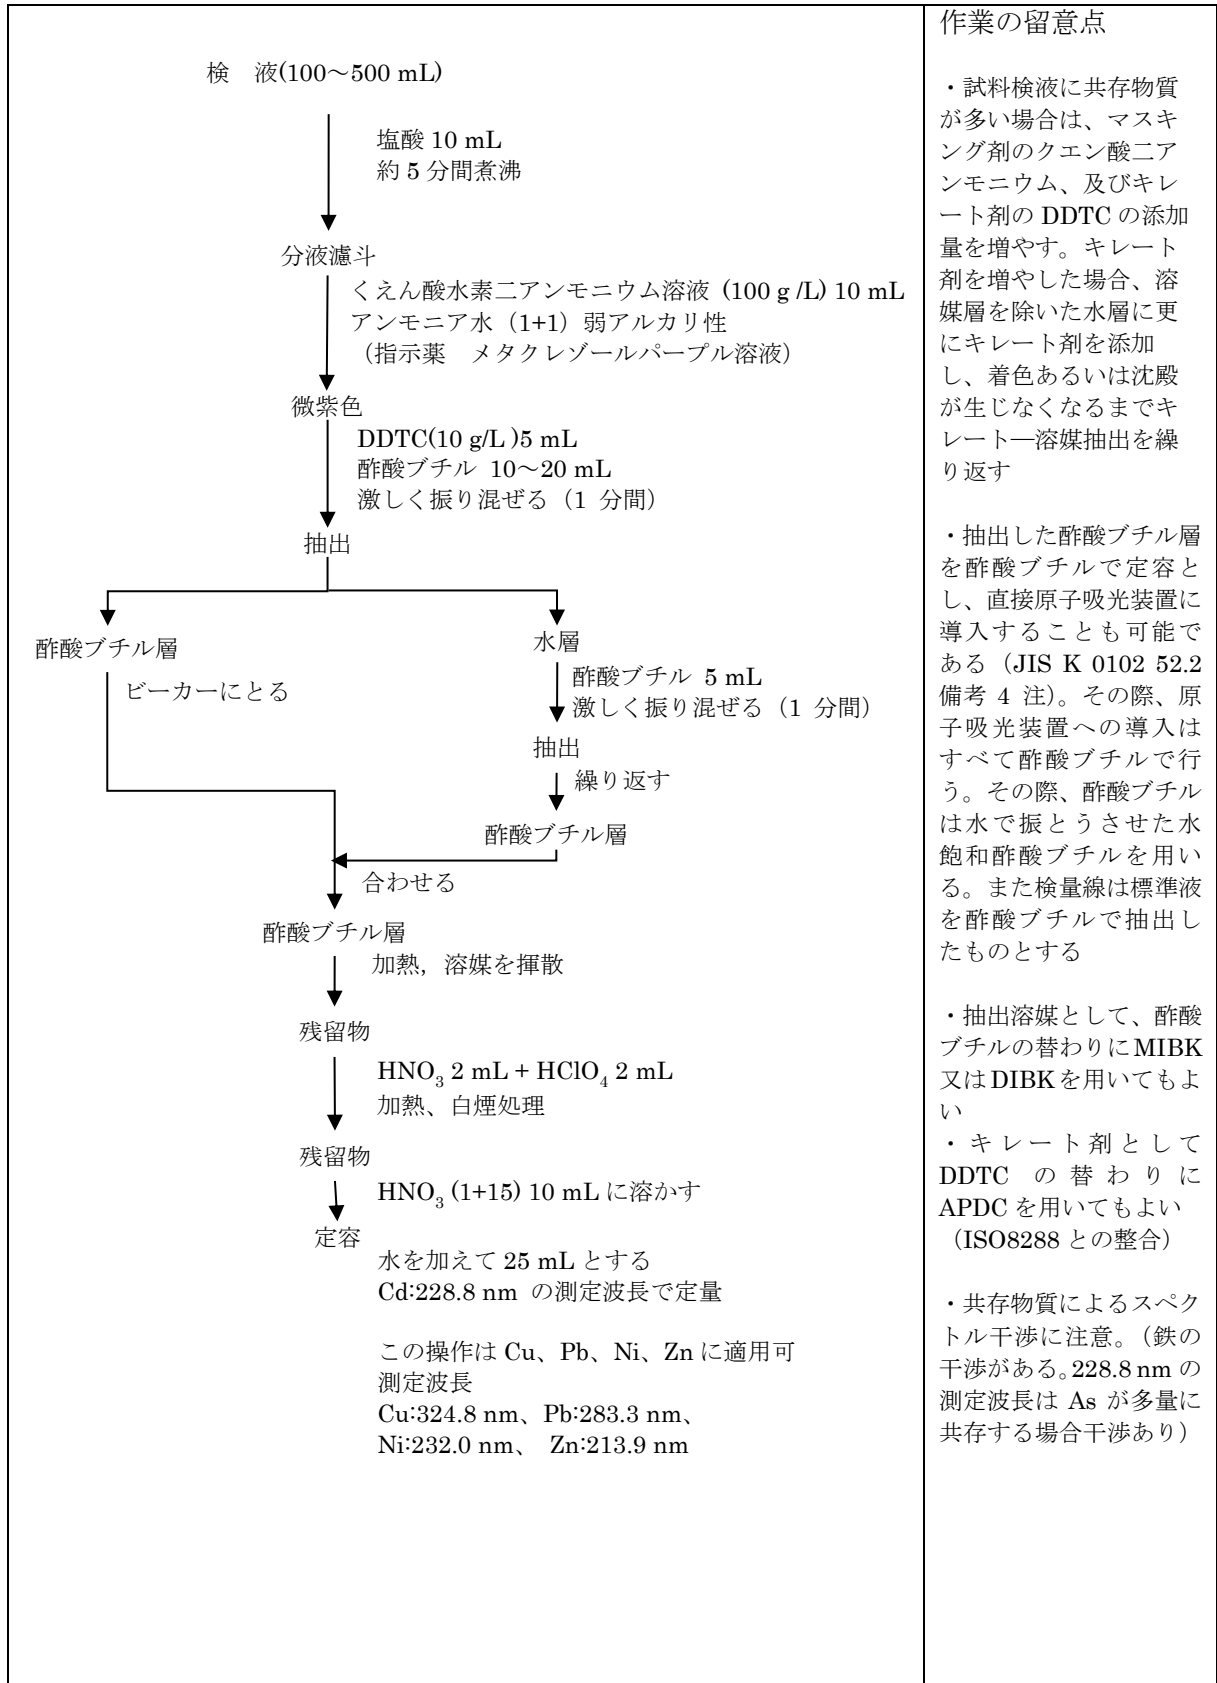 検　液(100～500 mL)
塩酸 10 mL
約 5 分間煮沸
分液濾斗
くえん酸水素二アンモニウム溶液 (100 g /L) 10 mL
アンモニア水（1+1）弱アルカリ性
（指示薬　メタクレゾールパープル溶液）
微紫色
DDTC(10 g/L )5 mL
酢酸ブチル 10～20 mL
激しく振り混ぜる（1 分間）
抽出
酢酸ブチル層
ビーカーにとる
水層
酢酸ブチル 5 mL
激しく振り混ぜる（1 分間）
抽出
繰り返す
酢酸ブチル層
合わせる
酢酸ブチル層
加熱，溶媒を揮散
残留物
HNO₃ 2 mL + HClO₄ 2 mL
加熱、白煙処理
残留物
HNO₃ (1+15) 10 mL に溶かす
定容
水を加えて 25 mL とする
Cd:228.8 nm の測定波長で定量
この操作は Cu、Pb、Ni、Zn に適用可
測定波長
Cu:324.8 nm、Pb:283.3 nm、
Ni:232.0 nm、 Zn:213.9 nm
作業の留意点
・試料検液に共存物質
が多い場合は、マスキ
ング剤のクエン酸二ア
ンモニウム、及びキレ
ート剤の DDTC の添加
量を増やす。キレート
剤を増やした場合、溶
媒層を除いた水層に更
にキレート剤を添加
し、着色あるいは沈殿
が生じなくなるまでキ
レート―溶媒抽出を繰
り返す
・抽出した酢酸ブチル層
を酢酸ブチルで定容と
し、直接原子吸光装置に
導入することも可能で
ある（JIS K 0102 52.2
備考 4 注）。その際、原
子吸光装置への導入は
すべて酢酸ブチルで行
う。その際、酢酸ブチル
は水で振とうさせた水
飽和酢酸ブチルを用い
る。また検量線は標準液
を酢酸ブチルで抽出し
たものとする
・抽出溶媒として、酢酸
ブチルの替わりに MIBK
又は DIBK を用いてもよ
い
・キレート剤として
DDTC の替わりに
APDC を用いてもよい
（ISO8288 との整合）
・共存物質によるスペク
トル干渉に注意。（鉄の
干渉がある。228.8 nm の
測定波長は As が多量に
共存する場合干渉あり）